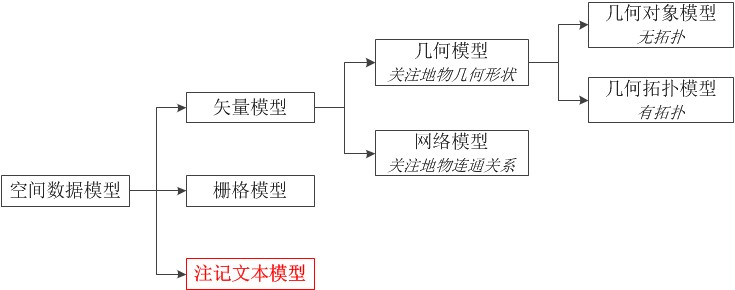 几何对象模型
无拓扑
几何模型
关注地物几何形状
几何拓扑模型
有拓扑
矢量模型
网络模型
关注地物连通关系
空间数据模型
栅格模型
注记文本模型